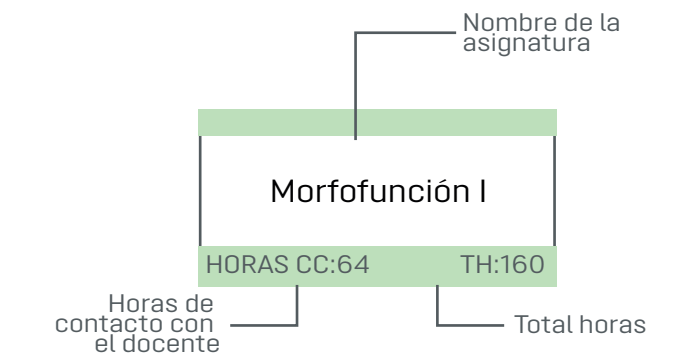 Nombre de la
asignatura
Morfofunción I
HORAS CC:64 TH:160
Horas de
contacto con
el docente
Total horas